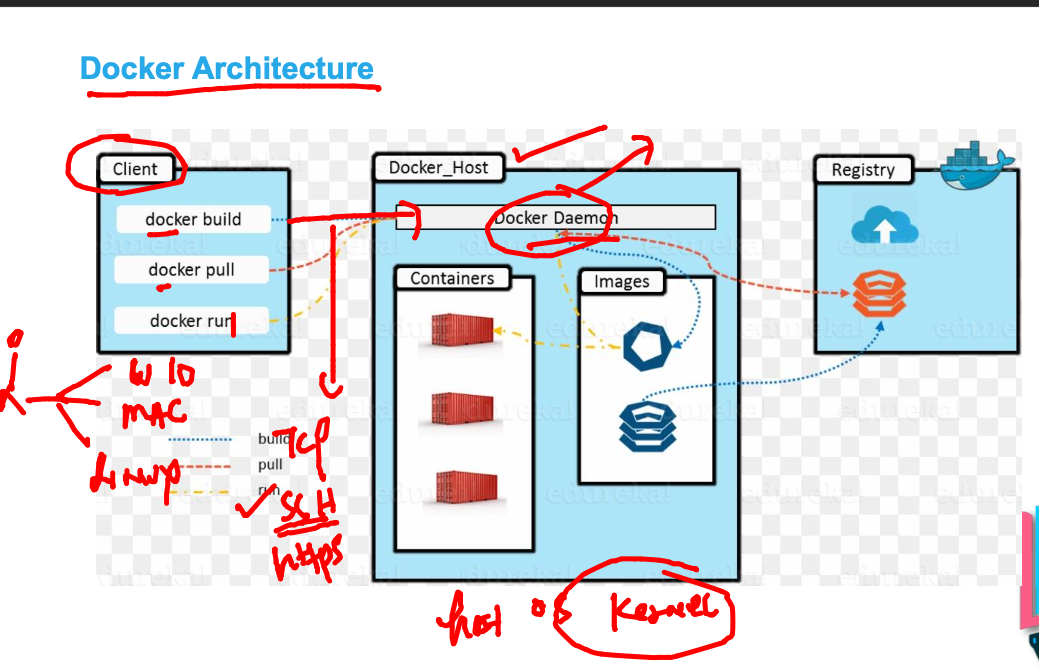 Docker Architecture
Client
Docker_Host
Registry
docker build
Docker Daemon
docker pull
Containers
Images
docker run
W 10
MAC
build
TCP
pull
run
SSH
https
host os Kernel
edureka!